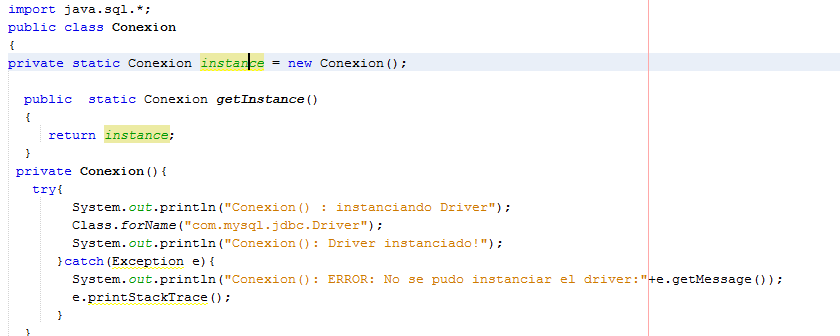 import java.sql.*;
public class Conexion
{
private static Conexion instance = new Conexion();
public  static Conexion getInstance()
{
return instance;
}
private Conexion(){
try{
System.out.println("Conexion() : instanciando Driver");
Class.forName("com.mysql.jdbc.Driver");
System.out.println("Conexion(): Driver instanciado!");
}catch(Exception e){
System.out.println("Conexion(): ERROR: No se pudo instanciar el driver:"+e.getMessage());
e.printStackTrace();
}
}